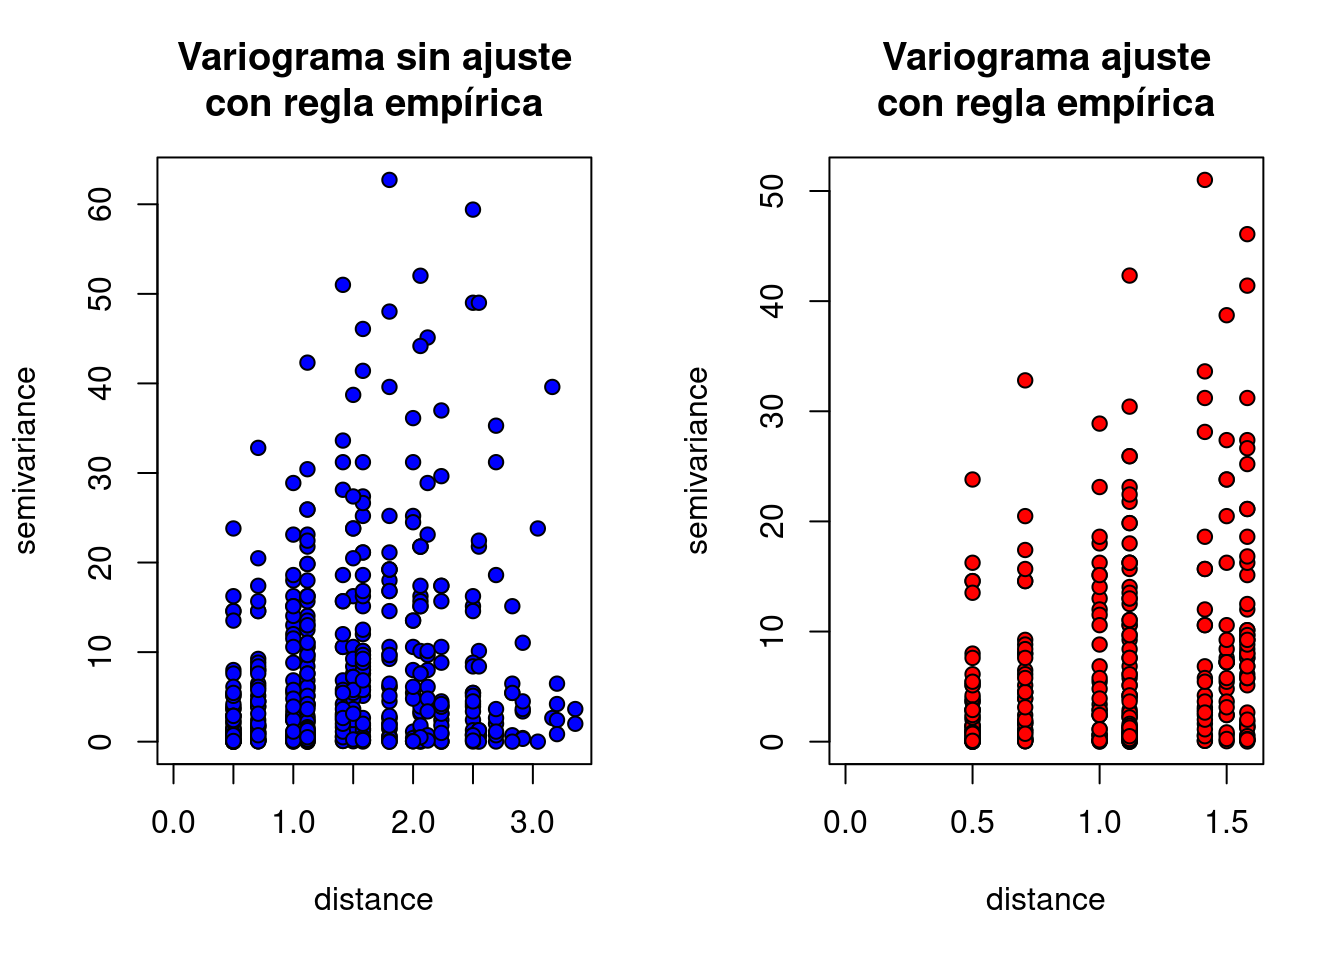 Variograma sin ajuste
con regla empírica
semivariance
60
50
40
30
20
10
0
0.0 1.0 2.0 3.0
distance
Variograma ajuste
con regla empírica
semivariance
50
40
30
20
10
0
0.0 0.5 1.0 1.5
distance